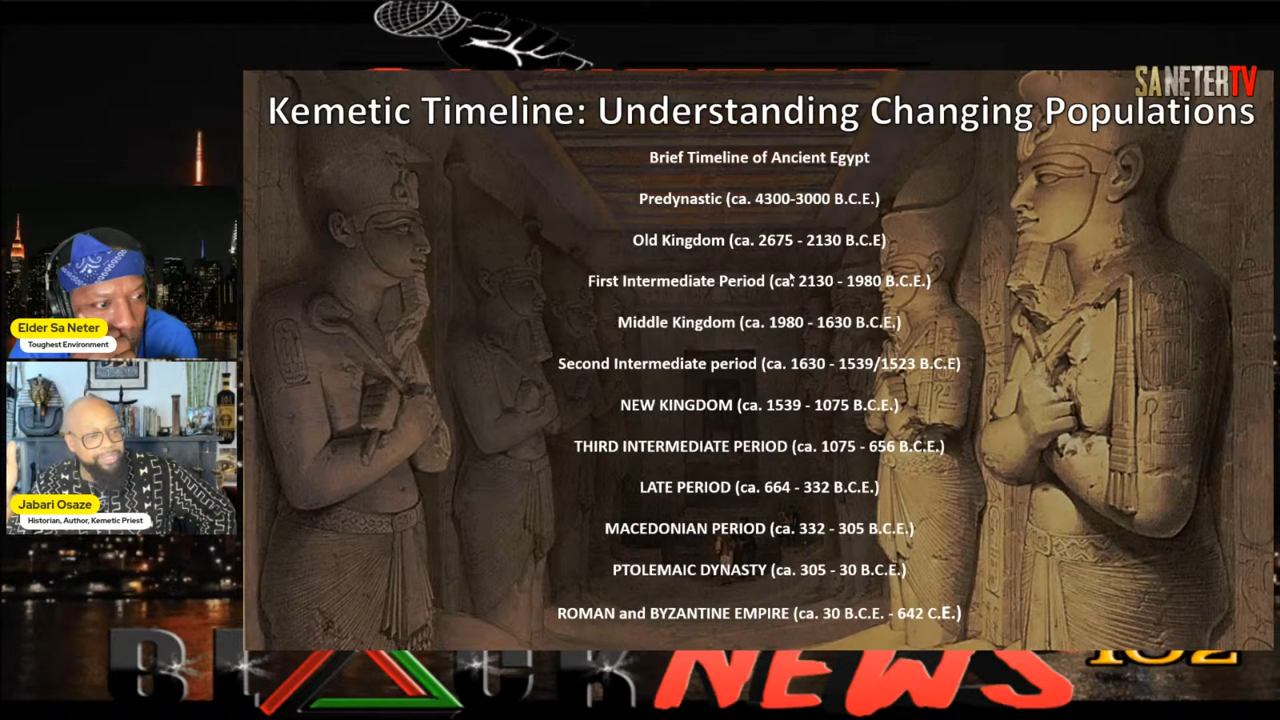 SANETERTV
Kemetic Timeline: Understanding Changing Populations
Brief Timeline of Ancient Egypt
Predynastic (ca. 4300-3000 B.C.E.)
Old Kingdom (ca. 2675 - 2130 B.C.E)
First Intermediate Period (ca. 2130 - 1980 B.C.E.)
Middle Kingdom (ca. 1980 - 1630 B.C.E.)
Second Intermediate period (ca. 1630 - 1539/1523 B.C.E)
NEW KINGDOM (ca. 1539 - 1075 B.C.E.)
THIRD INTERMEDIATE PERIOD (ca. 1075 - 656 B.C.E.)
LATE PERIOD (ca. 664 - 332 B.C.E.)
MACEDONIAN PERIOD (ca. 332 - 305 B.C.E.)
PTOLEMAIC DYNASTY (ca. 305 - 30 B.C.E.)
ROMAN and BYZANTINE EMPIRE (ca. 30 B.C.E. - 642 C.E.)
Elder Sa Neter
Toughest Environment
Jabari Osaze
Historian, Author, Kemetic Priest
BLACK NEWS 102